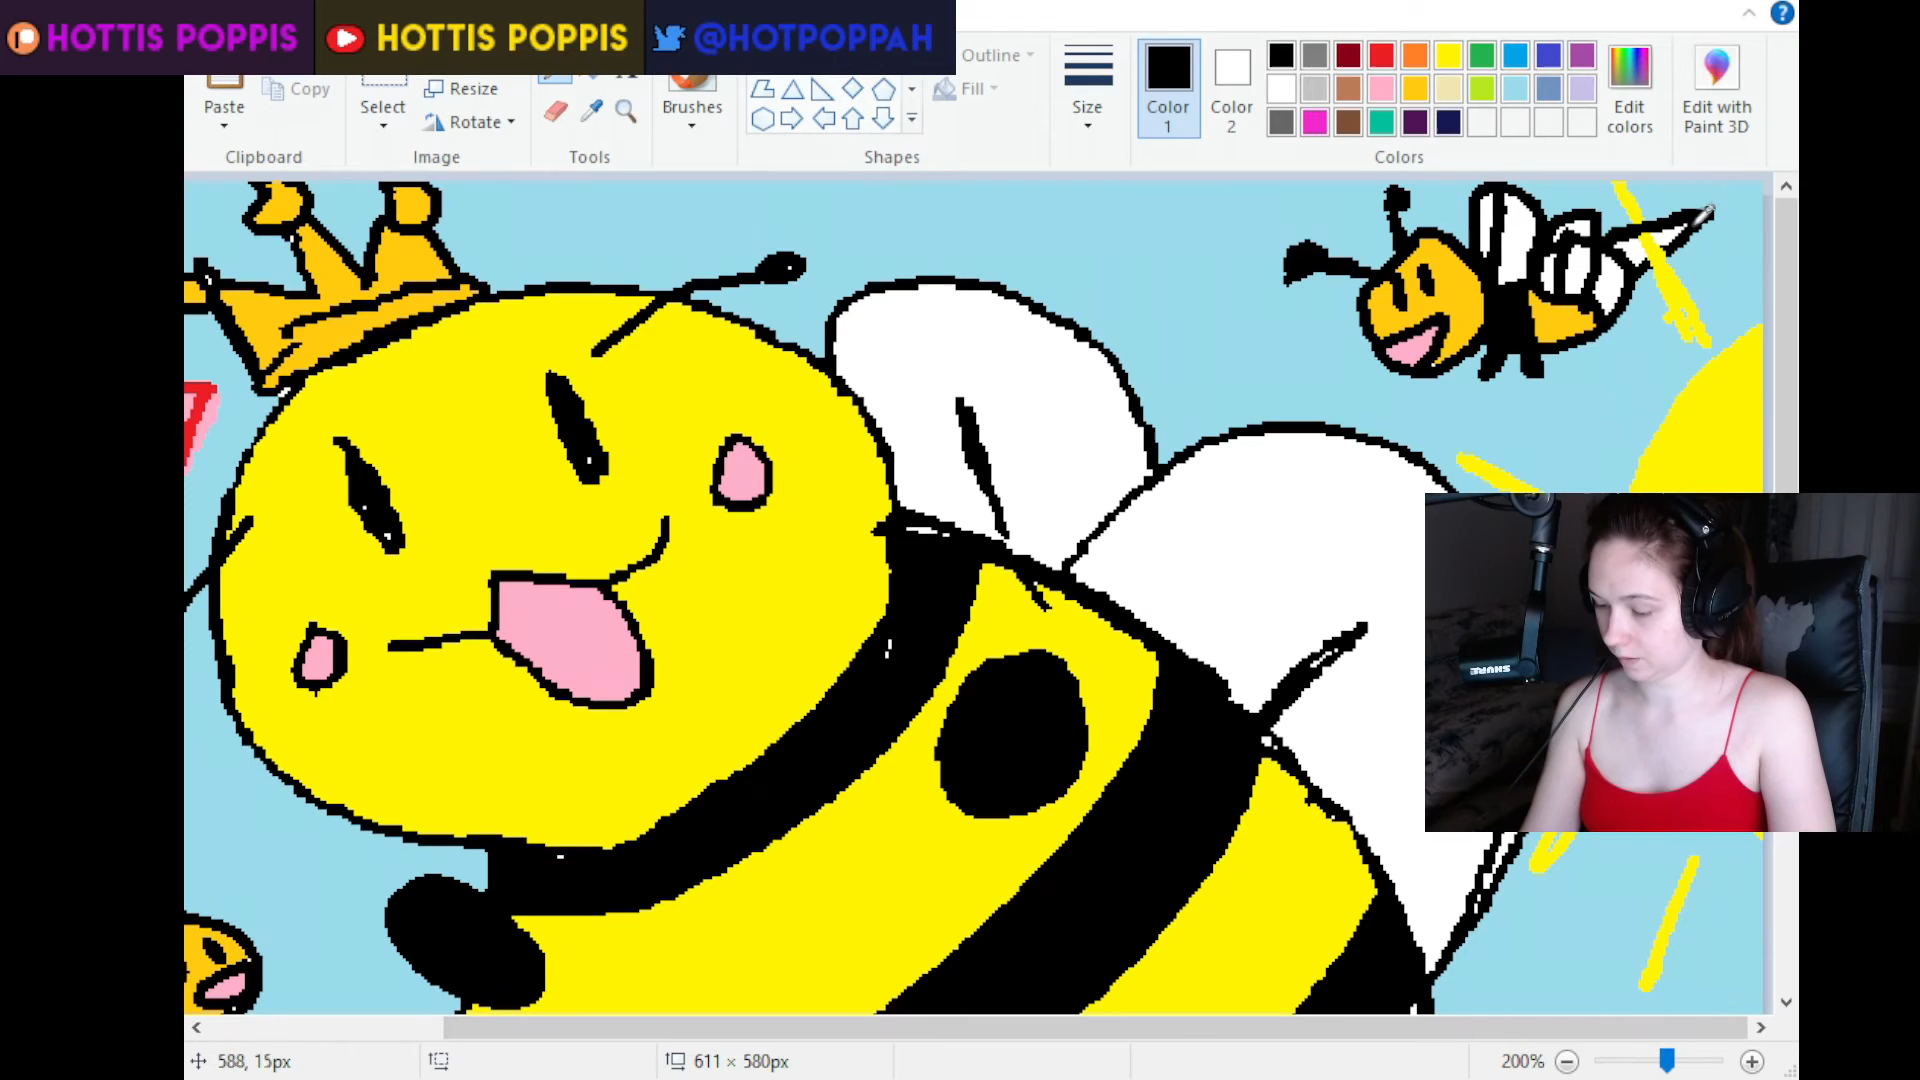 HOTTIS POPPIS HOTTIS POPPIS @HOTPOPPAH
Outline
Copy Resize Fill
Paste Select Rotate Brushes Size Color 1 Color 2 Edit colors Edit with Paint 3D
Clipboard Image Tools Shapes Colors
SHURE
588, 15px 611 × 580px 200%